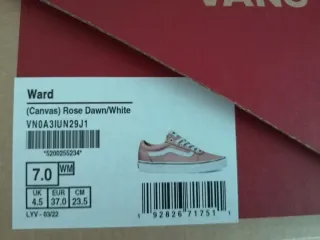 VANS
Ward
(Canvas) Rose Dawn/White
VN0A3IUN29J1
*5200255234*
7.0 WM
UK EUR CM
4.5 37.0 23.5
LYV - 03/22
1 92826 71751 1